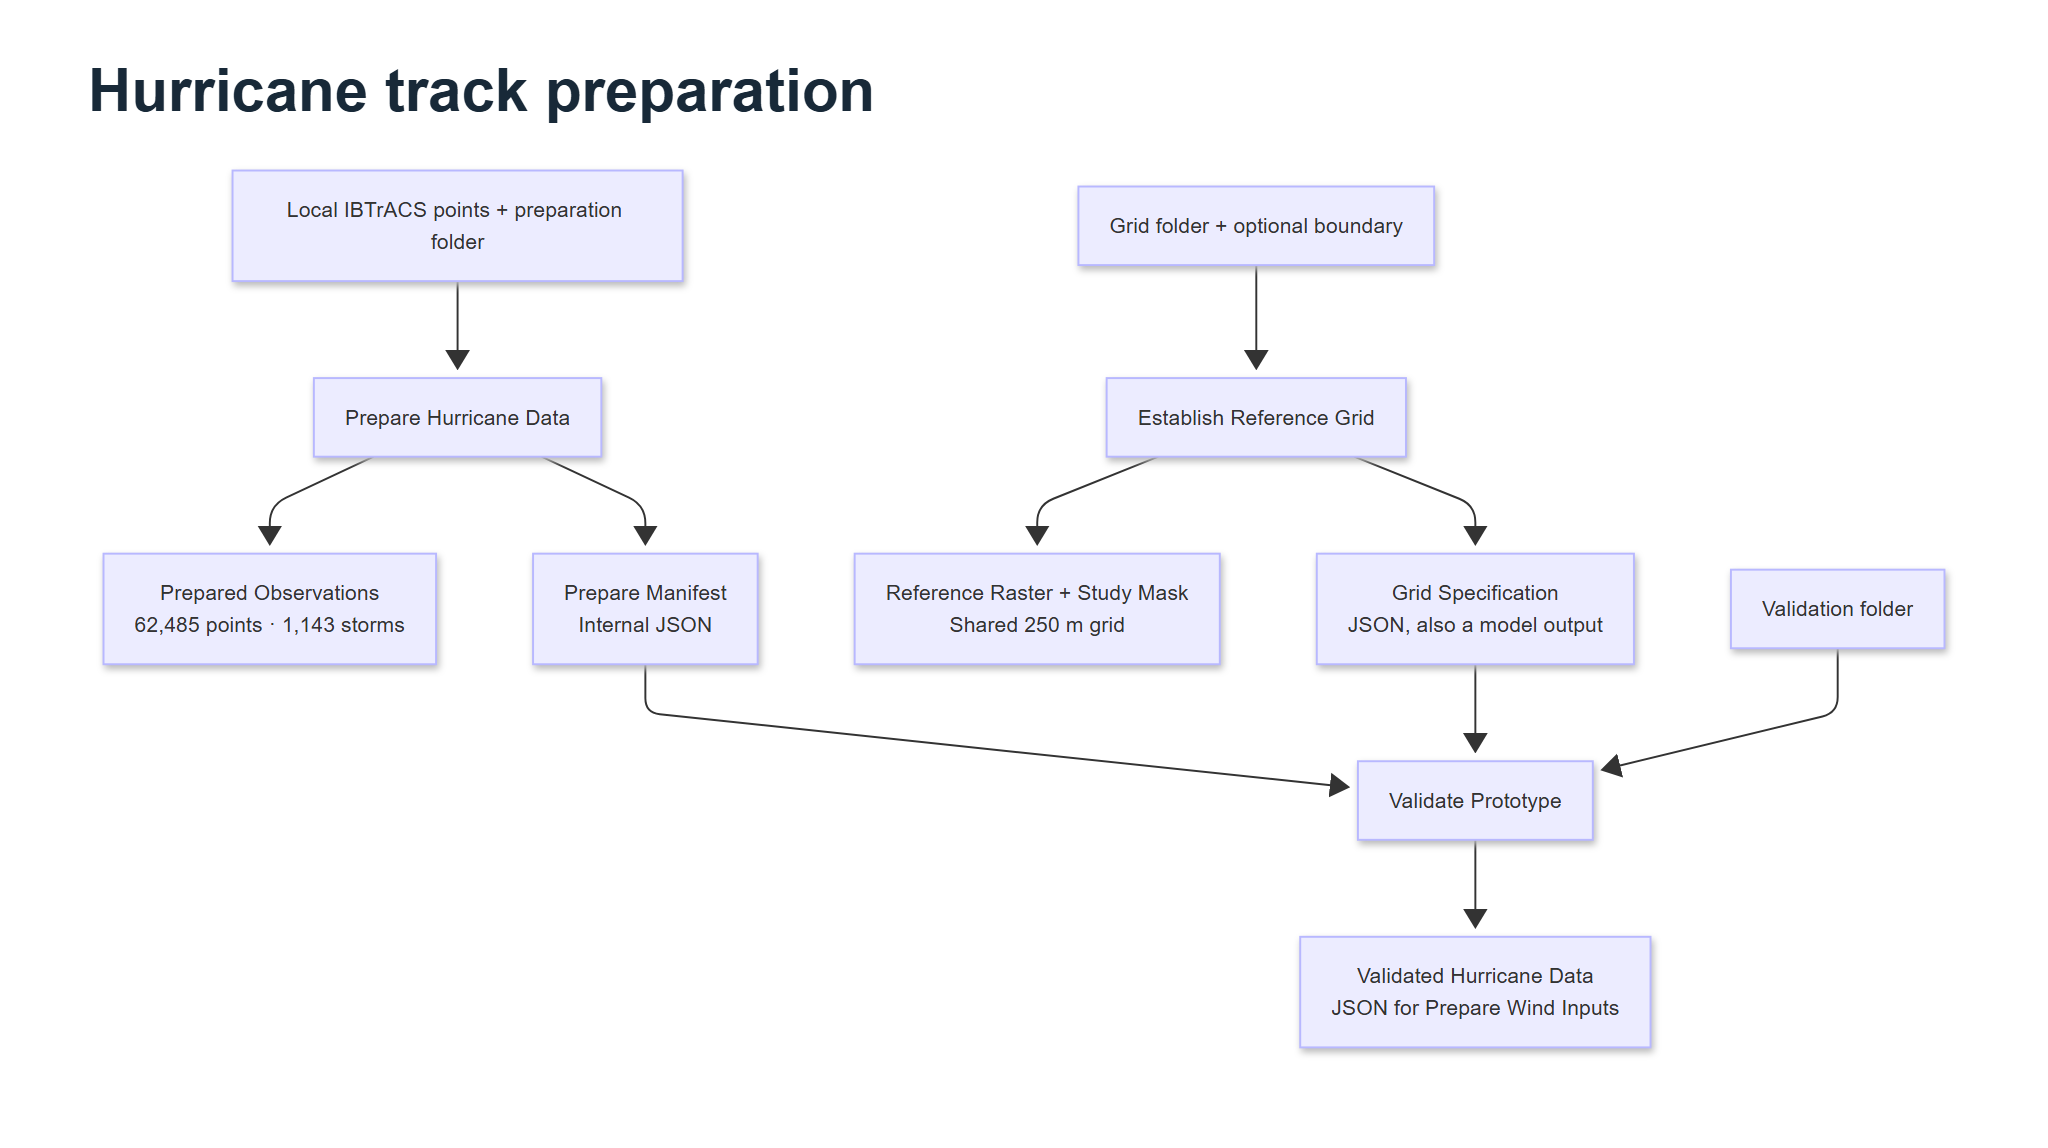 Hurricane track preparation
Local IBTrACS points + preparation
folder
Grid folder + optional boundary
Prepare Hurricane Data
Establish Reference Grid
Prepared Observations
62,485 points · 1,143 storms
Prepare Manifest
Internal JSON
Reference Raster + Study Mask
Shared 250 m grid
Grid Specification
JSON, also a model output
Validation folder
Validate Prototype
Validated Hurricane Data
JSON for Prepare Wind Inputs